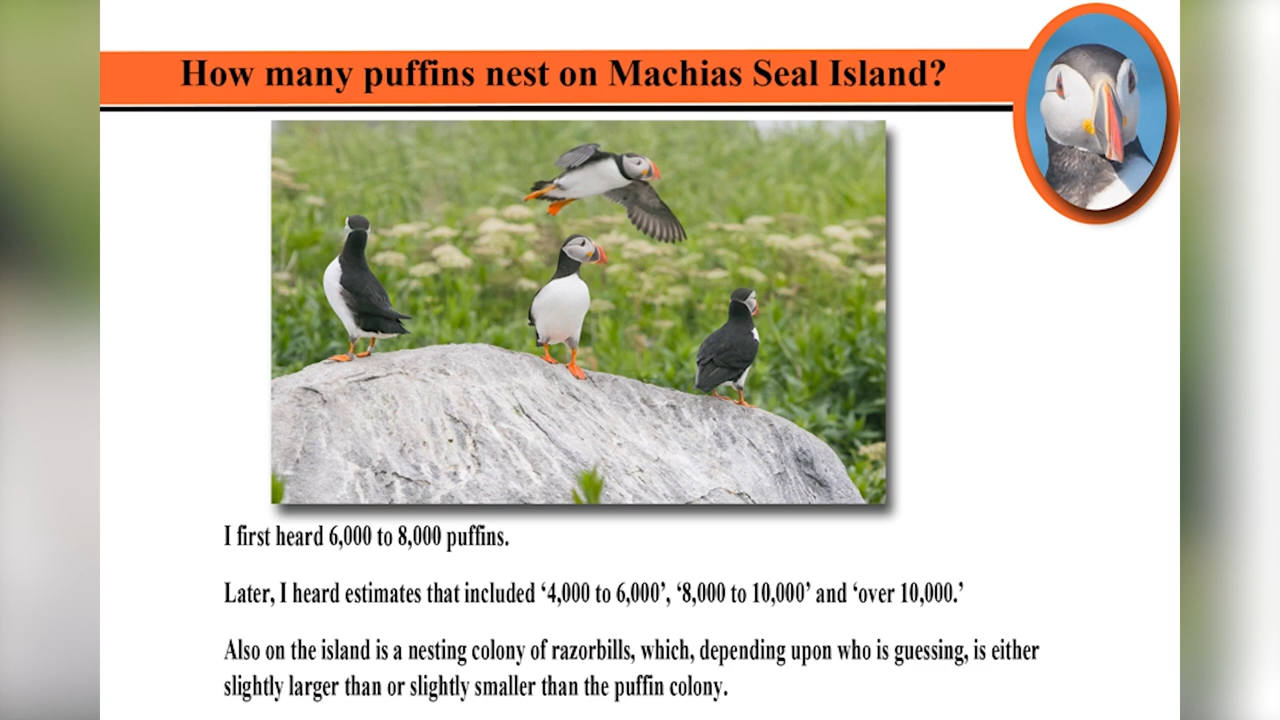 How many puffins nest on Machias Seal Island?
I first heard 6,000 to 8,000 puffins.
Later, I heard estimates that included ‘4,000 to 6,000’, ‘8,000 to 10,000’ and ‘over 10,000.’
Also on the island is a nesting colony of razorbills, which, depending upon who is guessing, is either
slightly larger than or slightly smaller than the puffin colony.